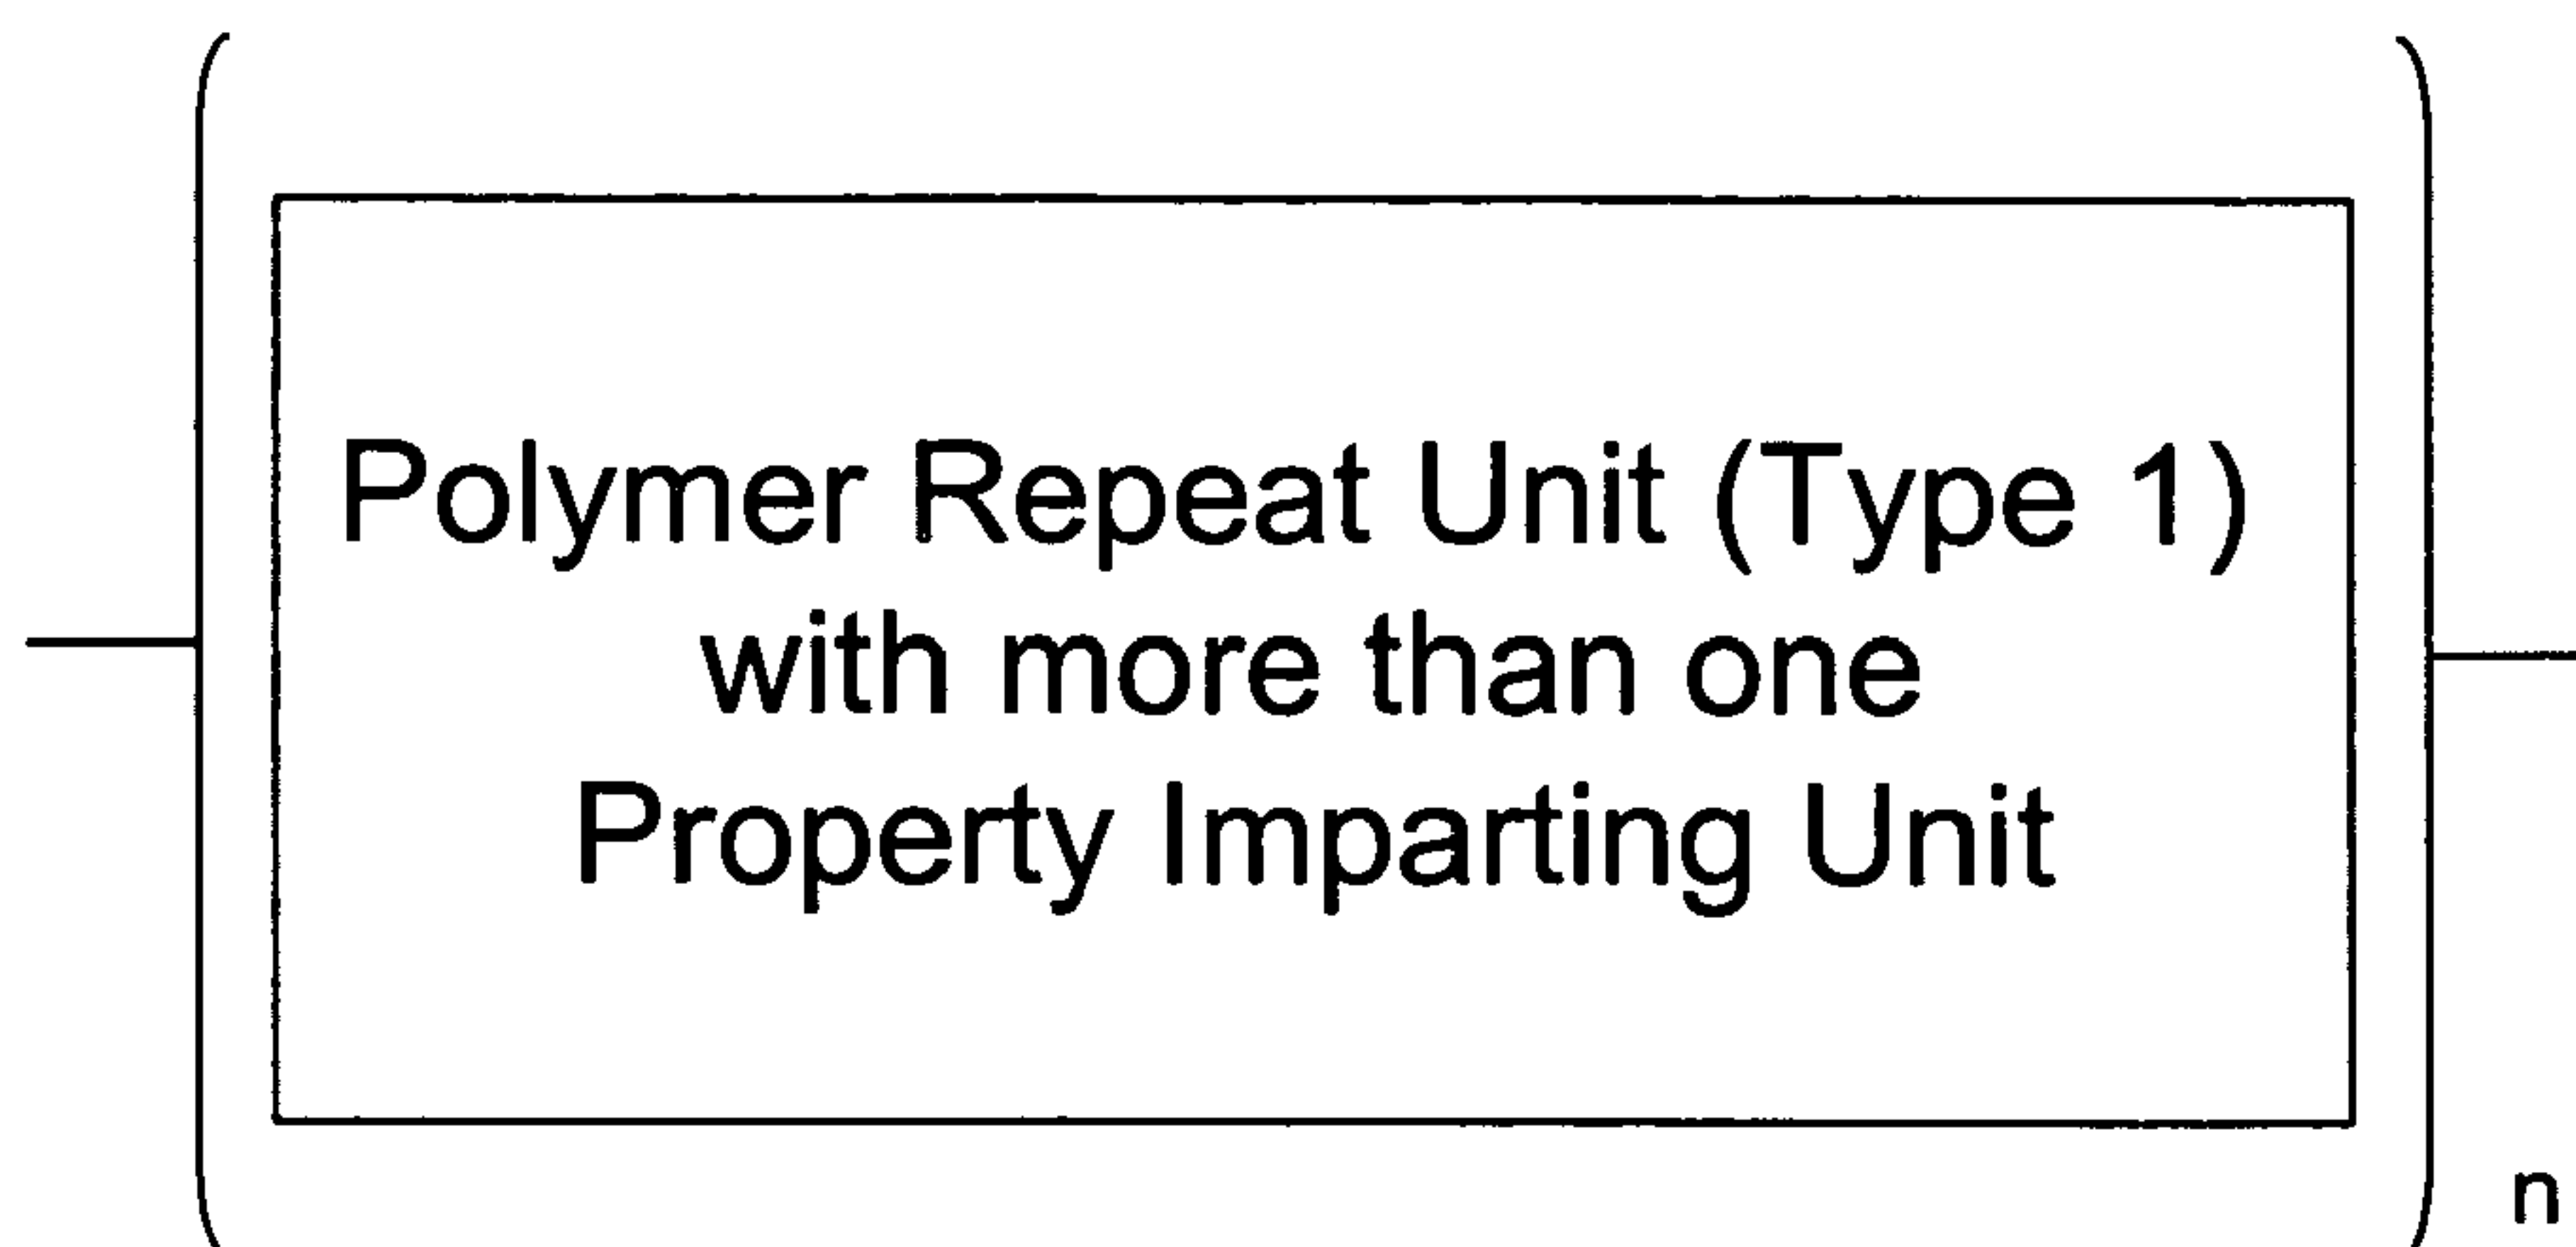 Polymer Repeat Unit (Type 1)
with more than one
Property Imparting Unit
n